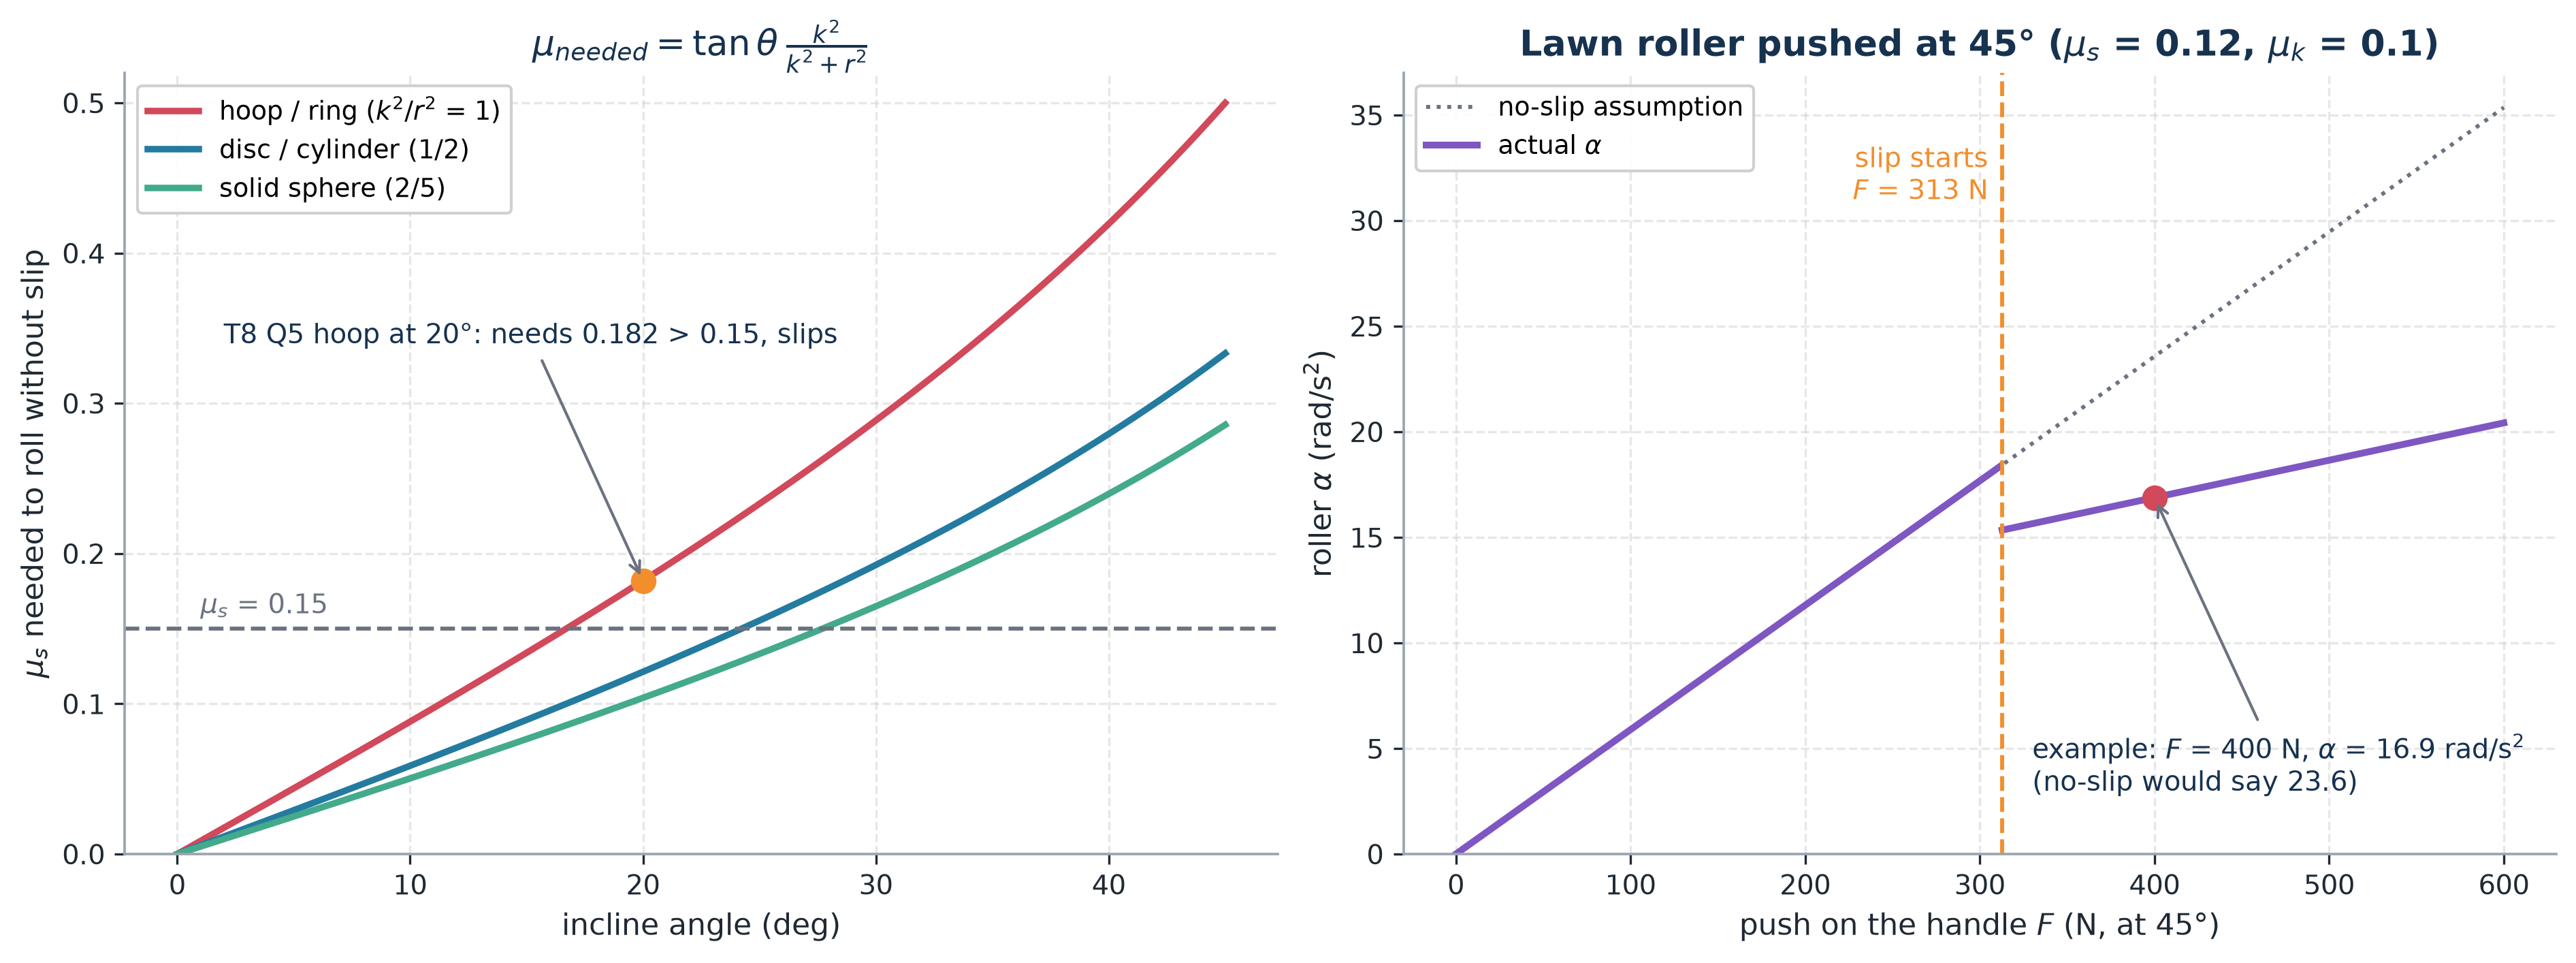 μ_needed = tan θ k²/(k² + r²)
0.5
0.4
0.3
0.2
0.1
0.0
μₛ needed to roll without slip
hoop / ring (k²/r² = 1)
disc / cylinder (1/2)
solid sphere (2/5)
T8 Q5 hoop at 20°: needs 0.182 > 0.15, slips
μₛ = 0.15
0 10 20 30 40
incline angle (deg)
Lawn roller pushed at 45° (μₛ = 0.12, μₖ = 0.1)
35
30
25
20
15
10
5
0
roller α (rad/s²)
no-slip assumption
actual α
slip starts
F = 313 N
example: F = 400 N, α = 16.9 rad/s²
(no-slip would say 23.6)
0 100 200 300 400 500 600
push on the handle F (N, at 45°)